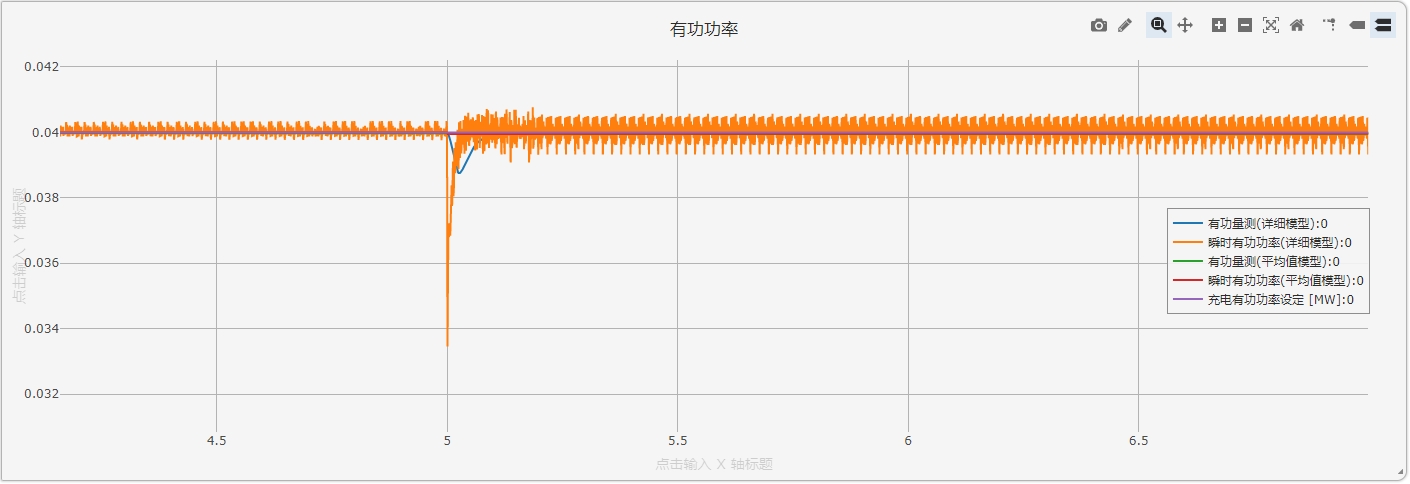 有功功率
0.042
0.04
0.038
0.036
0.034
0.032
点击输入 Y 轴标题
有功量测(详细模型):0
瞬时有功功率(详细模型):0
有功量测(平均值模型):0
瞬时有功功率(平均值模型):0
充电有功功率设定 [MW]:0
4.5
5
5.5
6
6.5
点击输入 X 轴标题